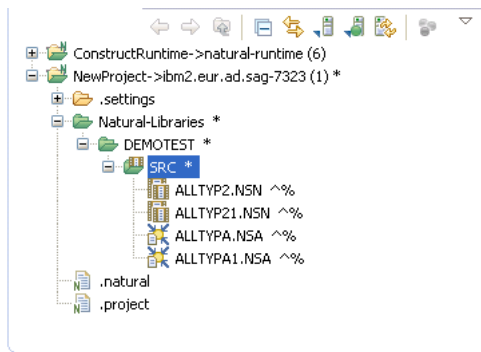 ConstructRuntime->natural-runtime (6)
NewProject->ibm2.eur.ad.sag-7323 (1) *
.settings
Natural-Libraries *
DEMOTEST *
SRC *
ALLTYP2.NSN ^%
ALLTYP21.NSN ^%
ALLTYPA.NSA ^%
ALLTYPA1.NSA ^%
.natural
.project